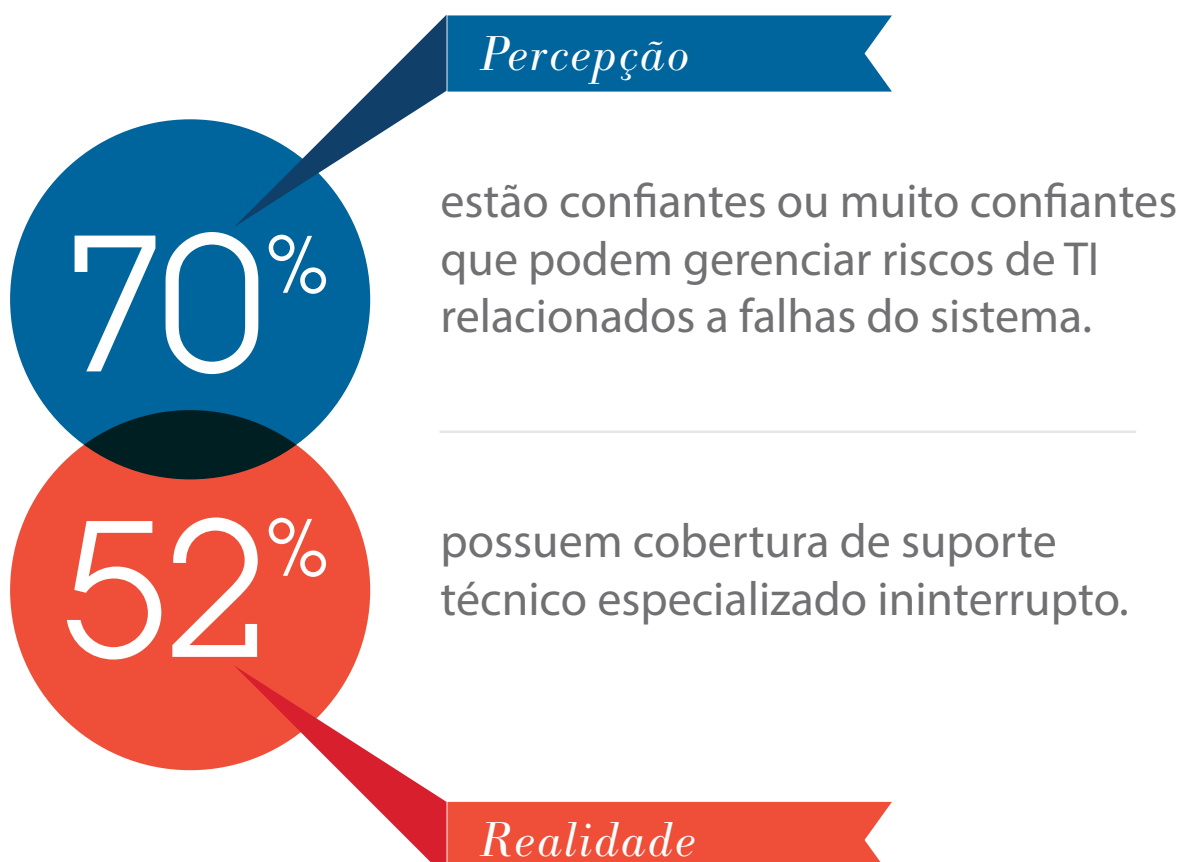 Percepção
70%
estão confiantes ou muito confiantes
que podem gerenciar riscos de TI
relacionados a falhas do sistema.
52%
possuem cobertura de suporte
técnico especializado ininterrupto.
Realidade